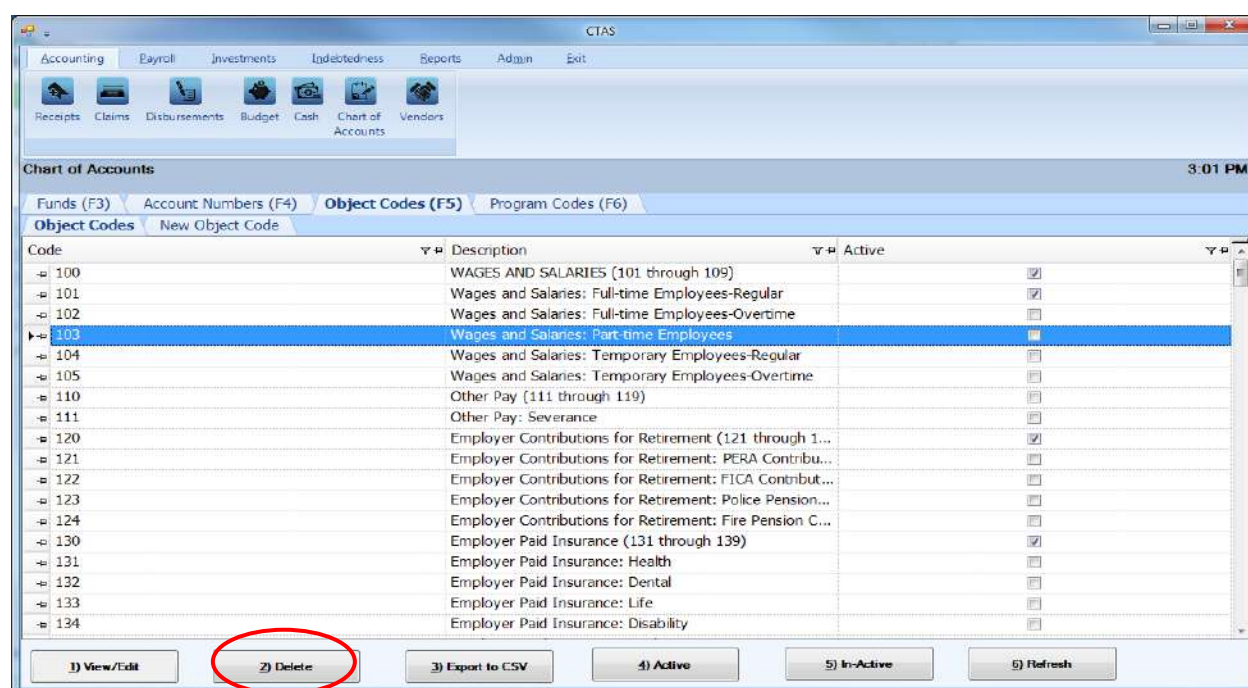 CTAS
Accounting Payroll Investments Indebtedness Reports Admin Exit
Receipts Claims Disbursements Budget Cash Chart of Accounts Vendors
Chart of Accounts 3:01 PM
Funds (F3) Account Numbers (F4) Object Codes (F5) Program Codes (F6)
Object Codes New Object Code
Code Description Active
100 WAGES AND SALARIES (101 through 109)
101 Wages and Salaries: Full-time Employees-Regular
102 Wages and Salaries: Full-time Employees-Overtime
103 Wages and Salaries: Part-time Employees
104 Wages and Salaries: Temporary Employees-Regular
105 Wages and Salaries: Temporary Employees-Overtime
110 Other Pay (111 through 119)
111 Other Pay: Severance
120 Employer Contributions for Retirement (121 through 1...
121 Employer Contributions for Retirement: PERA Contribu...
122 Employer Contributions for Retirement: FICA Contribut...
123 Employer Contributions for Retirement: Police Pension...
124 Employer Contributions for Retirement: Fire Pension C...
130 Employer Paid Insurance (131 through 139)
131 Employer Paid Insurance: Health
132 Employer Paid Insurance: Dental
133 Employer Paid Insurance: Life
134 Employer Paid Insurance: Disability
1) View/Edit 2) Delete 3) Export to CSV 4) Active 5) In-Active 6) Refresh